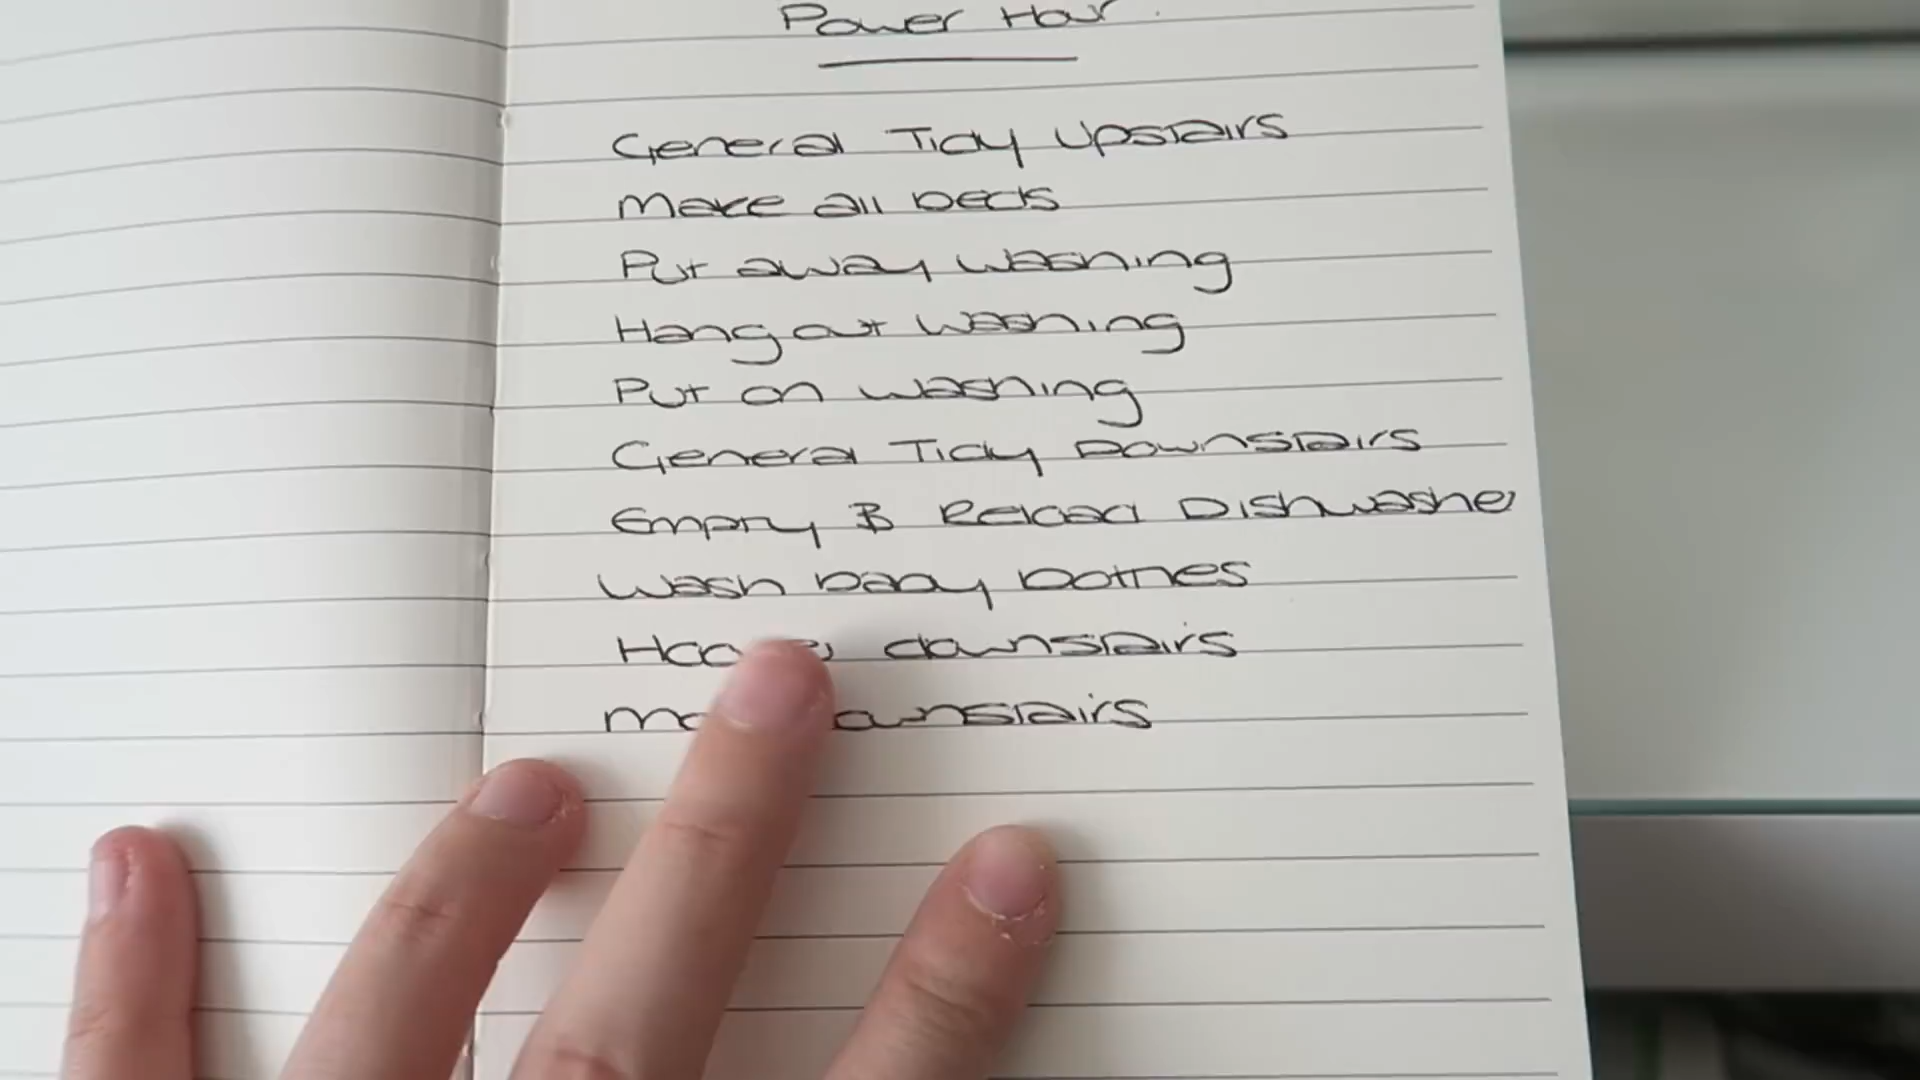 Power Hour
General Tidy Upstairs
Make all beds
Put away washing
Hang out washing
Put on washing
General Tidy Downstairs
Empty & Reload Dishwasher
Wash baby bottles
downstairs